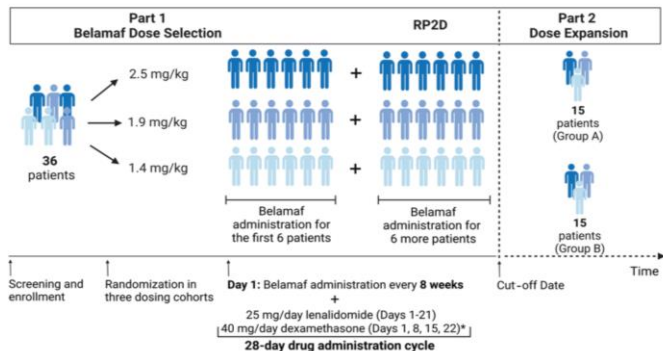 Part 1
Belamaf Dose Selection
RP2D
Part 2
Dose Expansion
36
patients
2.5 mg/kg
1.9 mg/kg
1.4 mg/kg
+
+
+
Belamaf
administration for
the first 6 patients
Belamaf
administration for
6 more patients
15
patients
(Group A)
15
patients
(Group B)
Time
Screening and
enrollment
Randomization in
three dosing cohorts
Day 1: Belamaf administration every 8 weeks
+
25 mg/day lenalidomide (Days 1-21)
40 mg/day dexamethasone (Days 1, 8, 15, 22)*
28-day drug administration cycle
Cut-off Date